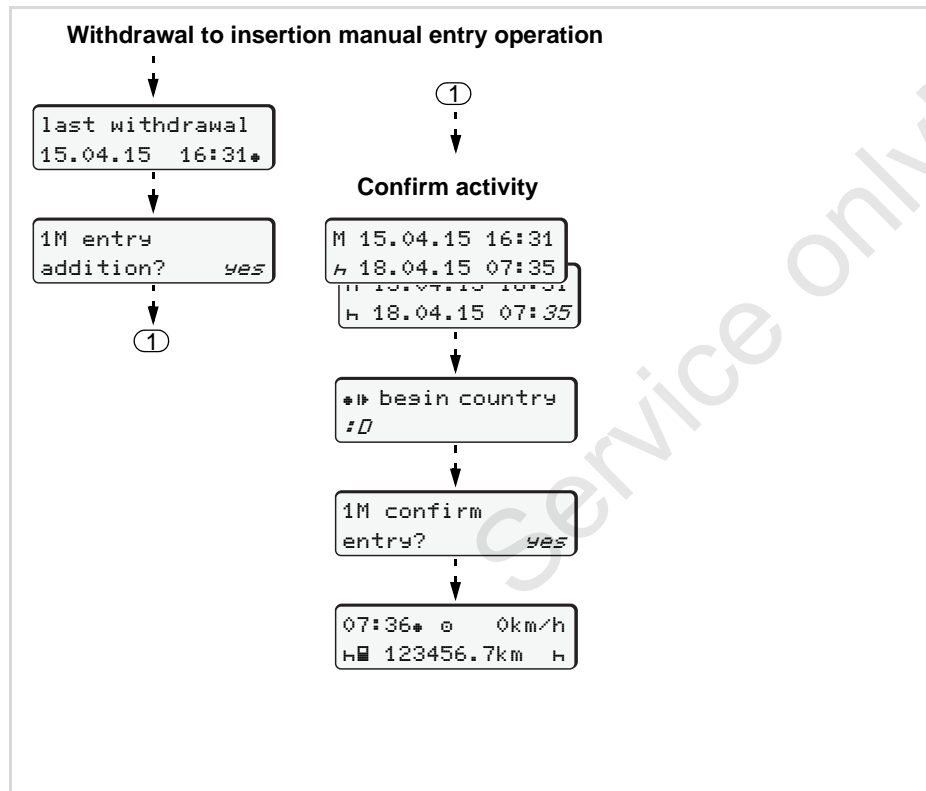 Withdrawal to insertion manual entry operation
last withdrawal
15.04.15 16:31
1M entry
addition? yes
1
1
Confirm activity
M 15.04.15 16:31
18.04.15 07:35
18.04.15 07:35
begin country
:D
1M confirm
entry? yes
07:36 0km/h
123456.7km
Service only